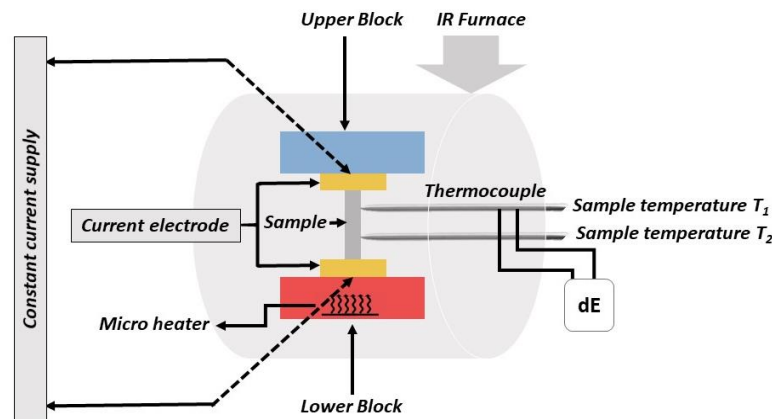 Upper Block
IR Furnace
Constant current supply
Thermocouple
Sample temperature T1
Current electrode
Sample
Sample temperature T2
dE
Micro heater
Lower Block